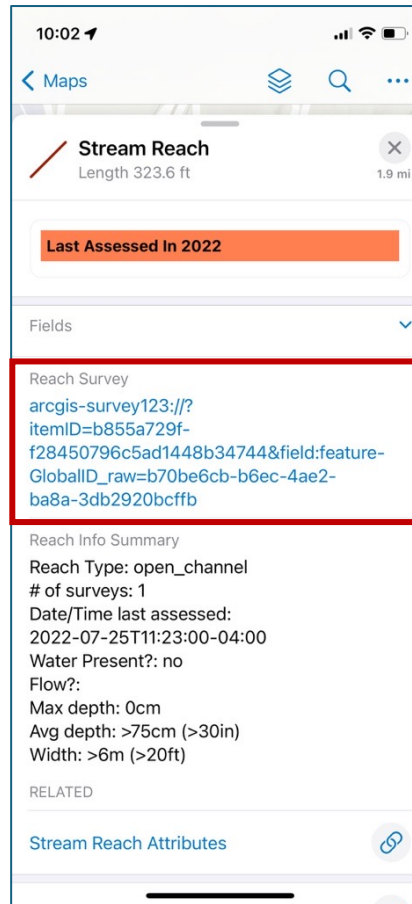 10:02
Maps
Stream Reach
Length 323.6 ft
1.9 mi
Last Assessed In 2022
Fields
Reach Survey
arcgis-survey123://?
itemID=b855a729f-
f28450796c5ad1448b34744&field:feature-
GlobalID_raw=b70be6cb-b6ec-4ae2-
ba8a-3db2920bcffb
Reach Info Summary
Reach Type: open_channel
# of surveys: 1
Date/Time last assessed:
2022-07-25T11:23:00-04:00
Water Present?: no
Flow?:
Max depth: 0cm
Avg depth: >75cm (>30in)
Width: >6m (>20ft)
RELATED
Stream Reach Attributes